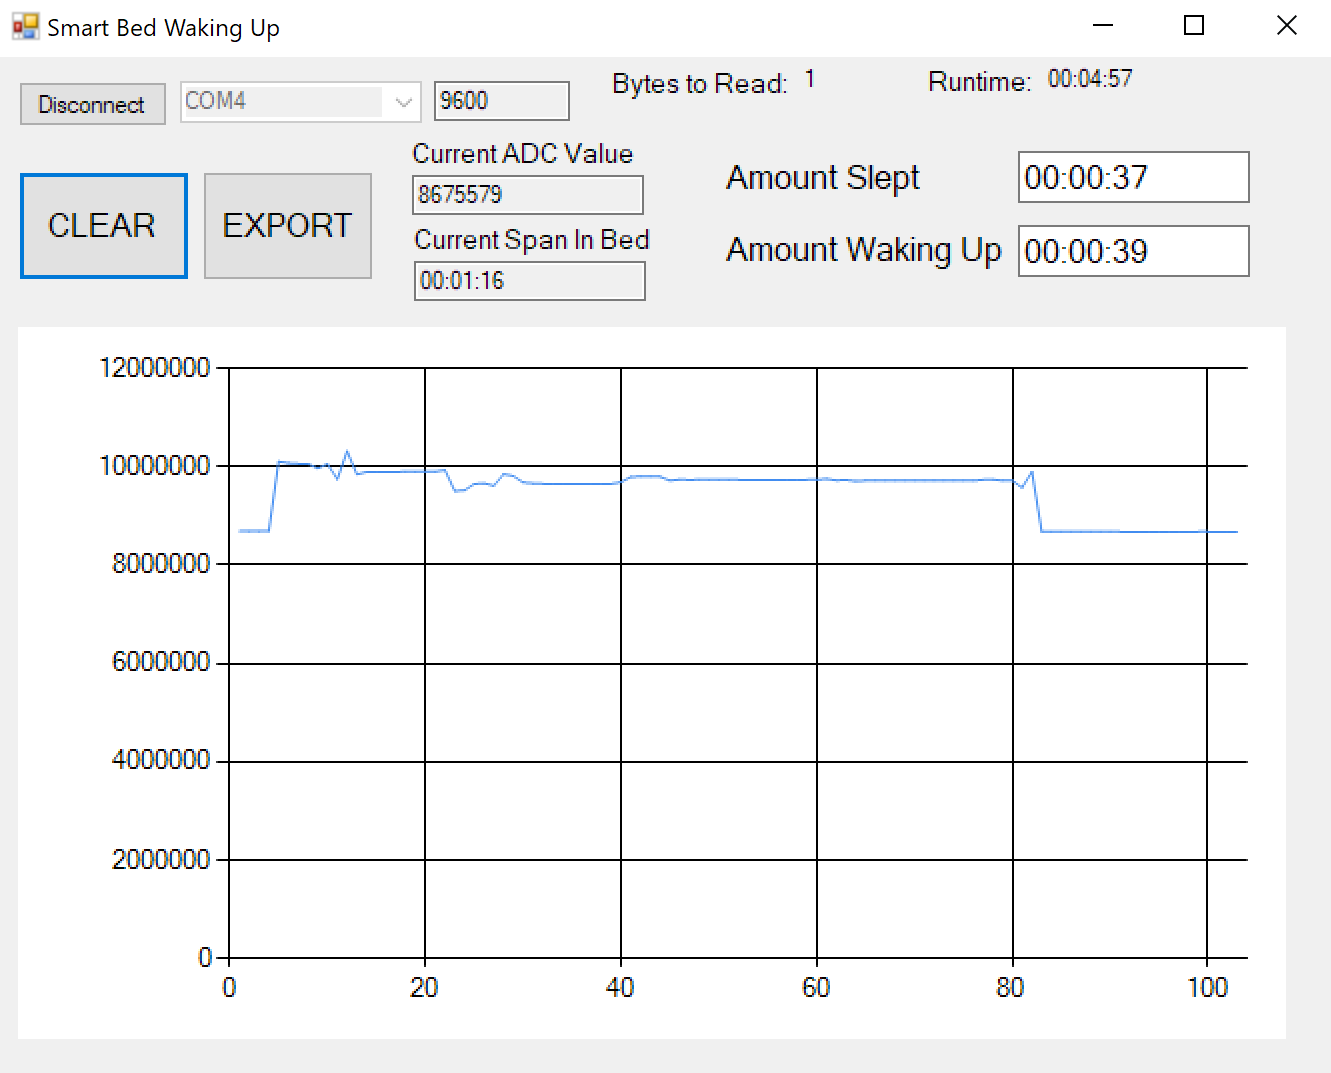 Smart Bed Waking Up
Disconnect COM4 9600 Bytes to Read: 1 Runtime: 00:04:57
Current ADC Value
8675579
Current Span In Bed
00:01:16
CLEAR EXPORT
Amount Slept 00:00:37
Amount Waking Up 00:00:39
12000000
10000000
8000000
6000000
4000000
2000000
0
0 20 40 60 80 100